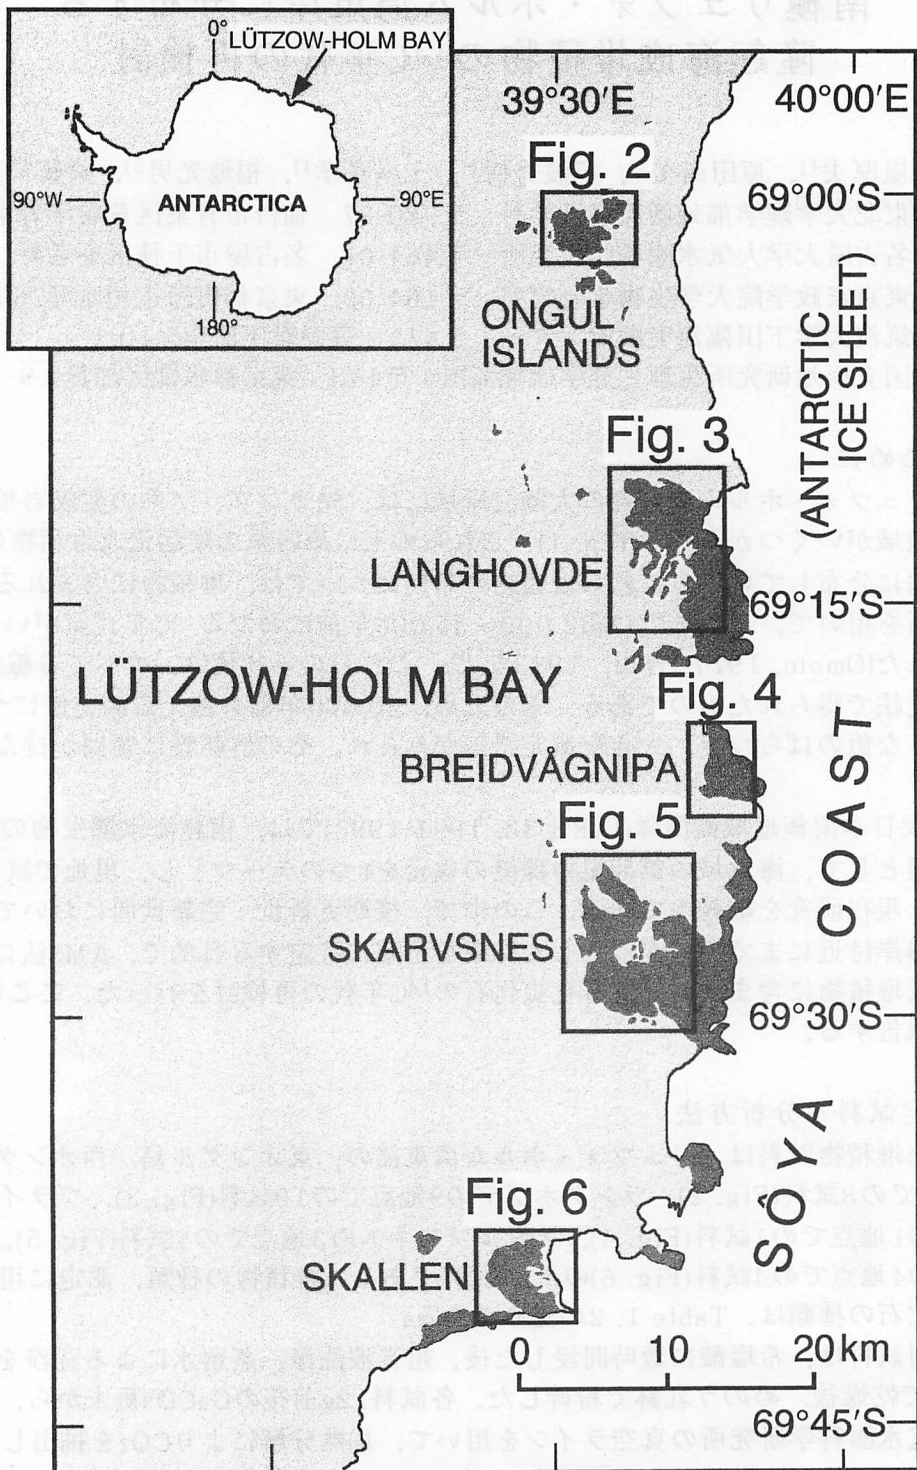 0°
LÜTZOW-HOLM BAY
90°W
ANTARCTICA
90°E
180°
39°30′E
40°00′E
Fig. 2
69°00′S
ONGUL
ISLANDS
(ANTARCTIC
ICE SHEET)
Fig. 3
LANGHOVDE
69°15′S
LÜTZOW-HOLM BAY
Fig. 4
BREIDVÅGNIPA
Fig. 5
SKARVSNES
69°30′S
SÔYA COAST
Fig. 6
SKALLEN
0 10 20km
69°45′S